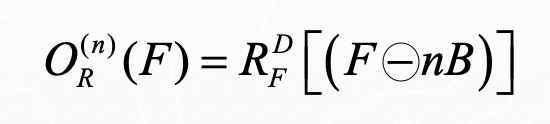 O_R^{(n)}(F) = R_F^D[(F⊖nB)]